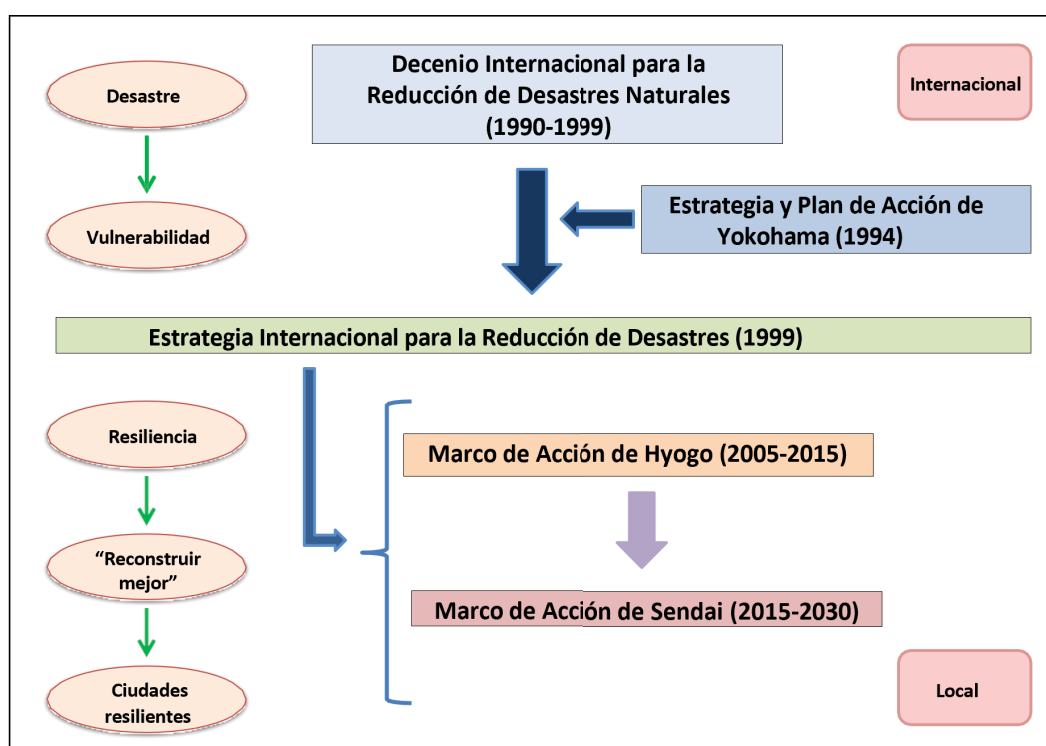 Desastre
Decenio Internacional para la
Reducción de Desastres Naturales
(1990-1999)
Internacional
Vulnerabilidad
Estrategia y Plan de Acción de
Yokohama (1994)
Estrategia Internacional para la Reducción de Desastres (1999)
Resiliencia
Marco de Acción de Hyogo (2005-2015)
“Reconstruir
mejor”
Marco de Acción de Sendai (2015-2030)
Ciudades
resilientes
Local